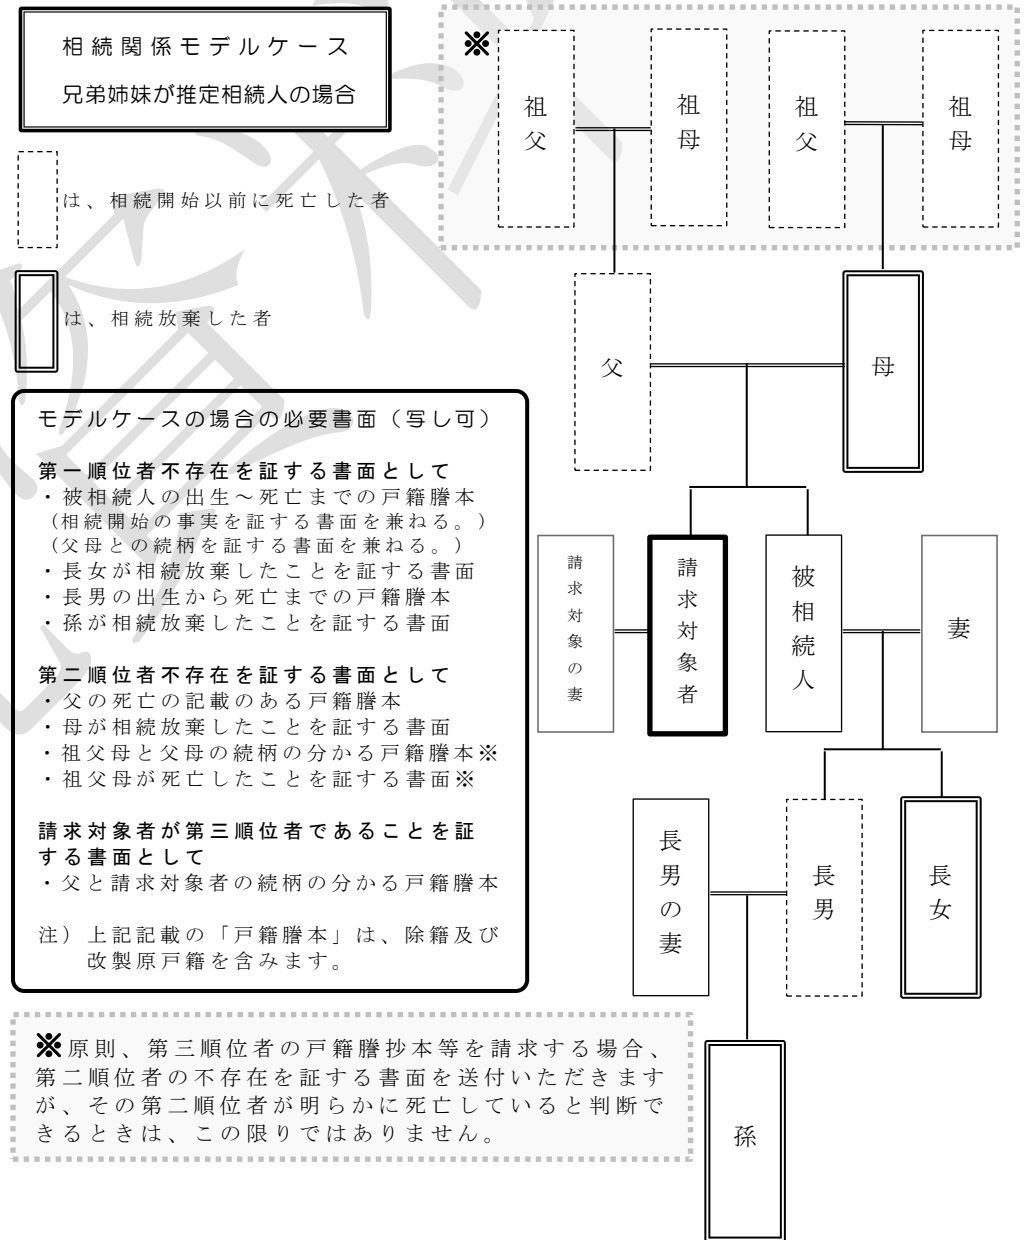 相続関係モデルケース
兄弟姉妹が推定相続人の場合
は、相続開始以前に死亡した者
は、相続放棄した者
※
祖父
祖母
祖父
祖母
父
母
請求対象の妻
請求対象者
被相続人
妻
長男の妻
長男
長女
孫
モデルケースの場合の必要書面（写し可）
第一順位者不存在を証する書面として
・被相続人の出生～死亡までの戸籍謄本
（相続開始の事実を証する書面を兼ねる。）
（父母との続柄を証する書面を兼ねる。）
・長女が相続放棄したことを証する書面
・長男の出生から死亡までの戸籍謄本
・孫が相続放棄したことを証する書面
第二順位者不存在を証する書面として
・父の死亡の記載のある戸籍謄本
・母が相続放棄したことを証する書面
・祖父母と父母の続柄の分かる戸籍謄本※
・祖父母が死亡したことを証する書面※
請求対象者が第三順位者であることを証
する書面として
・父と請求対象者の続柄の分かる戸籍謄本
注）上記記載の「戸籍謄本」は、除籍及び
改製原戸籍を含みます。
※原則、第三順位者の戸籍謄抄本等を請求する場合、
第二順位者の不存在を証する書面を送付いただきます
が、その第二順位者が明らかに死亡していると判断で
きるときは、この限りではありません。